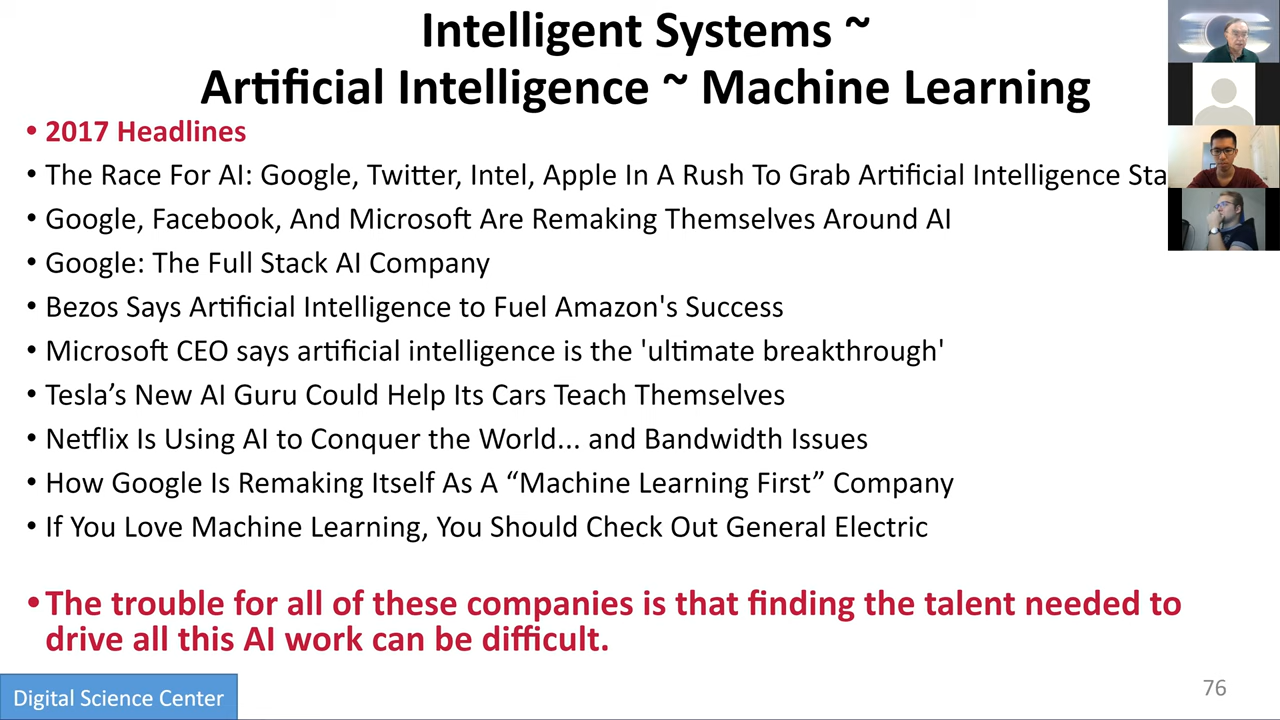 Intelligent Systems ~
Artificial Intelligence ~ Machine Learning
• 2017 Headlines
• The Race For AI: Google, Twitter, Intel, Apple In A Rush To Grab Artificial Intelligence Sta
• Google, Facebook, And Microsoft Are Remaking Themselves Around AI
• Google: The Full Stack AI Company
• Bezos Says Artificial Intelligence to Fuel Amazon's Success
• Microsoft CEO says artificial intelligence is the 'ultimate breakthrough'
• Tesla’s New AI Guru Could Help Its Cars Teach Themselves
• Netflix Is Using AI to Conquer the World... and Bandwidth Issues
• How Google Is Remaking Itself As A “Machine Learning First” Company
• If You Love Machine Learning, You Should Check Out General Electric
• The trouble for all of these companies is that finding the talent needed to
drive all this AI work can be difficult.
Digital Science Center
76